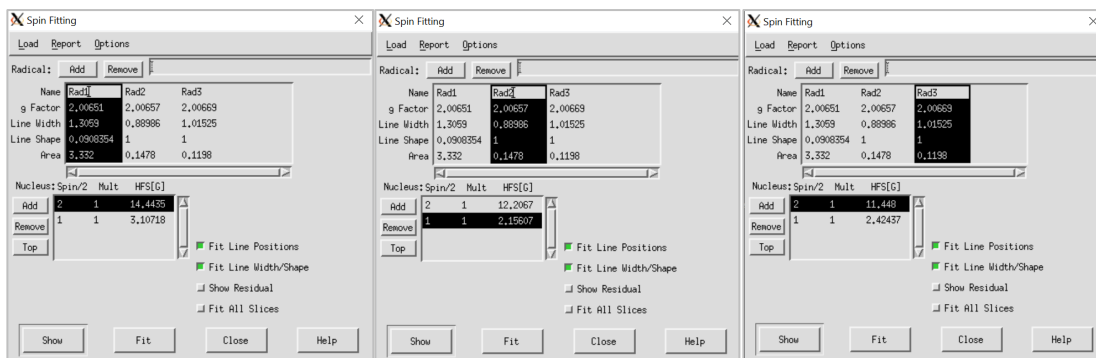 Spin Fitting
Load Report Options
Radical: Add Remove
Name Rad1 Rad2 Rad3
g Factor 2.00651 2.00657 2.00669
Line Width 1.3059 0.88986 1.01525
Line Shape 0.0908354 1 1
Area 3.332 0.1478 0.1198
Nucleus: Spin/2 Mult HFS[G]
Add 2 1 14.4435
Remove 1 1 3.10718
Top
Fit Line Positions
Fit Line Width/Shape
Show Residual
Fit All Slices
Show Fit Close Help
Spin Fitting
Load Report Options
Radical: Add Remove
Name Rad1 Rad2 Rad3
g Factor 2.00651 2.00657 2.00669
Line Width 1.3059 0.88986 1.01525
Line Shape 0.0908354 1 1
Area 3.332 0.1478 0.1198
Nucleus: Spin/2 Mult HFS[G]
Add 2 1 12.2067
Remove 1 1 2.15607
Top
Fit Line Positions
Fit Line Width/Shape
Show Residual
Fit All Slices
Show Fit Close Help
Spin Fitting
Load Report Options
Radical: Add Remove
Name Rad1 Rad2 Rad3
g Factor 2.00651 2.00657 2.00669
Line Width 1.3059 0.88986 1.01525
Line Shape 0.0908354 1 1
Area 3.332 0.1478 0.1198
Nucleus: Spin/2 Mult HFS[G]
Add 2 1 11.448
Remove 1 1 2.42437
Top
Fit Line Positions
Fit Line Width/Shape
Show Residual
Fit All Slices
Show Fit Close Help